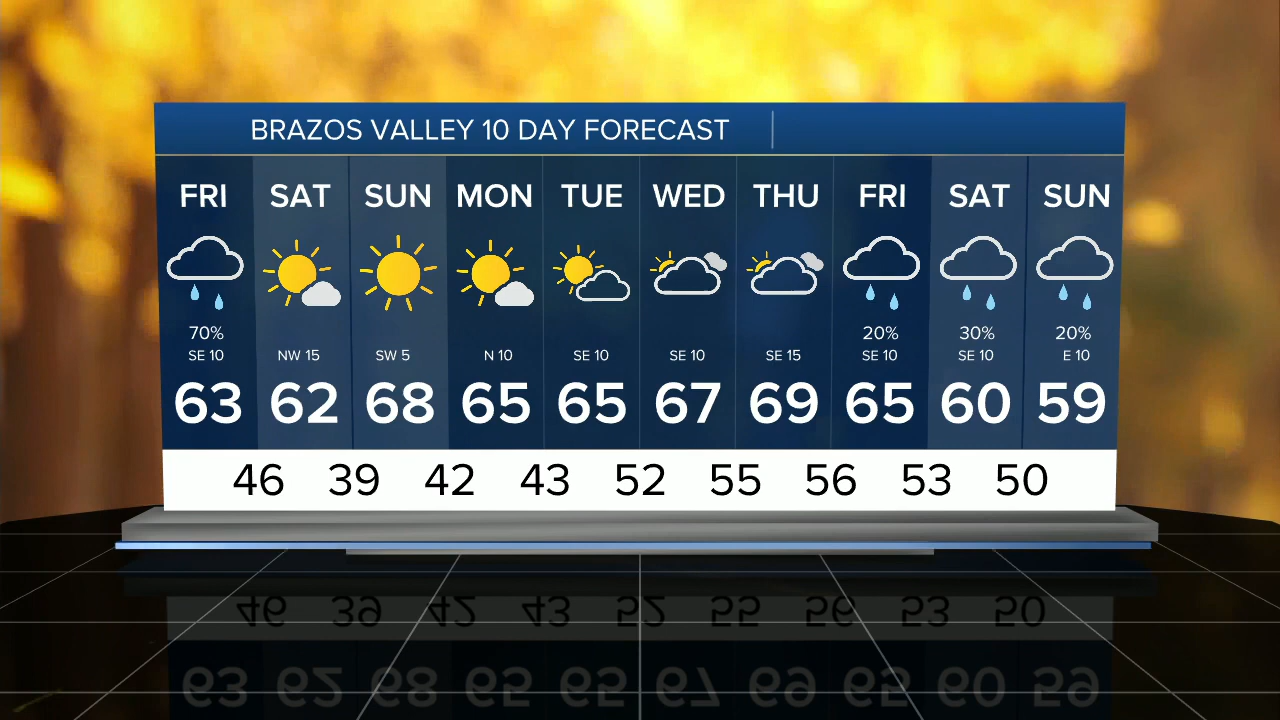 BRAZOS VALLEY 10 DAY FORECAST
FRI SAT SUN MON TUE WED THU FRI SAT SUN
70% 20% 30% 20%
SE 10 NW 15 SW 5 N 10 SE 10 SE 10 SE 15 SE 10 SE 10 E 10
63 62 68 65 65 67 69 65 60 59
46 39 42 43 52 55 56 53 50